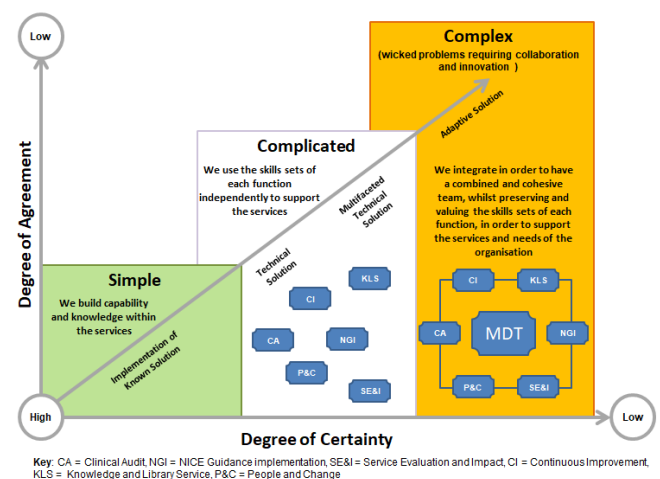 Low
Complex
(wicked problems requiring collaboration
and innovation )
Adaptive Solution
Complicated
We use the skills sets of
each function
independently to support
the services
Multifaceted
Technical
Solution
We integrate in order to have
a combined and cohesive
team, whilst preserving and
valuing the skills sets of each
function, in order to support
the services and needs of the
organisation
Degree of Agreement
Simple
We build capability
and knowledge within
the services
Implementation of
Known Solution
Technical
Solution
KLS
CI
CA
NGI
P&C
SE&I
CI
KLS
CA
MDT
NGI
P&C
SE&I
High
Low
Degree of Certainty
Key: CA = Clinical Audit, NGI = NICE Guidance implementation, SE&I = Service Evaluation and Impact, CI = Continuous Improvement,
KLS = Knowledge and Library Service, P&C = People and Change